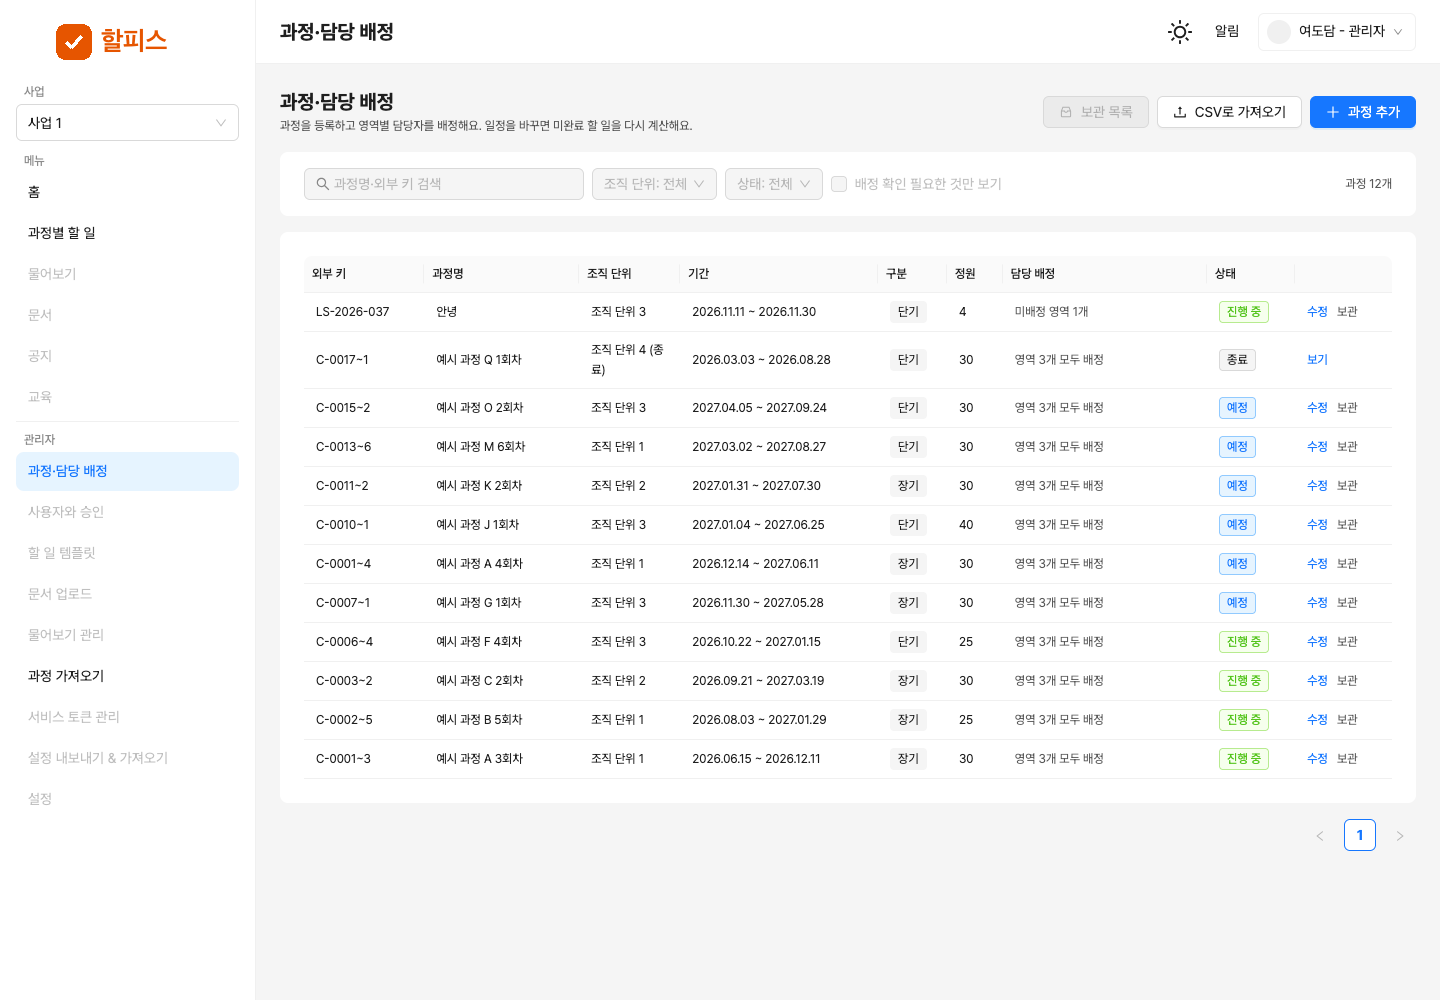 할피스
사업
사업 1
메뉴
홈
과정별 할 일
물어보기
문서
공지
교육
관리자
과정·담당 배정
사용자와 승인
할 일 템플릿
문서 업로드
물어보기 관리
과정 가져오기
서비스 토큰 관리
설정 내보내기 & 가져오기
설정
과정·담당 배정
알림
여도담 - 관리자
과정·담당 배정
과정을 등록하고 영역별 담당자를 배정해요. 일정을 바꾸면 미완료 할 일을 다시 계산해요.
보관 목록
CSV로 가져오기
과정 추가
과정명·외부 키 검색
조직 단위: 전체
상태: 전체
배정 확인 필요한 것만 보기
과정 12개
외부 키 과정명 조직 단위 기간 구분 정원 담당 배정 상태
LS-2026-037 안녕 조직 단위 3 2026.11.11 ~ 2026.11.30 단기 4 미배정 영역 1개 진행 중 수정 보관
C-0017~1 예시 과정 Q 1회차 조직 단위 4 (종료) 2026.03.03 ~ 2026.08.28 단기 30 영역 3개 모두 배정 종료 보기
C-0015~2 예시 과정 O 2회차 조직 단위 3 2027.04.05 ~ 2027.09.24 단기 30 영역 3개 모두 배정 예정 수정 보관
C-0013~6 예시 과정 M 6회차 조직 단위 1 2027.03.02 ~ 2027.08.27 단기 30 영역 3개 모두 배정 예정 수정 보관
C-0011~2 예시 과정 K 2회차 조직 단위 2 2027.01.31 ~ 2027.07.30 장기 30 영역 3개 모두 배정 예정 수정 보관
C-0010~1 예시 과정 J 1회차 조직 단위 3 2027.01.04 ~ 2027.06.25 단기 40 영역 3개 모두 배정 예정 수정 보관
C-0001~4 예시 과정 A 4회차 조직 단위 1 2026.12.14 ~ 2027.06.11 장기 30 영역 3개 모두 배정 예정 수정 보관
C-0007~1 예시 과정 G 1회차 조직 단위 3 2026.11.30 ~ 2027.05.28 장기 30 영역 3개 모두 배정 예정 수정 보관
C-0006~4 예시 과정 F 4회차 조직 단위 3 2026.10.22 ~ 2027.01.15 단기 25 영역 3개 모두 배정 진행 중 수정 보관
C-0003~2 예시 과정 C 2회차 조직 단위 2 2026.09.21 ~ 2027.03.19 장기 30 영역 3개 모두 배정 진행 중 수정 보관
C-0002~5 예시 과정 B 5회차 조직 단위 1 2026.08.03 ~ 2027.01.29 장기 25 영역 3개 모두 배정 진행 중 수정 보관
C-0001~3 예시 과정 A 3회차 조직 단위 1 2026.06.15 ~ 2026.12.11 장기 30 영역 3개 모두 배정 진행 중 수정 보관
1